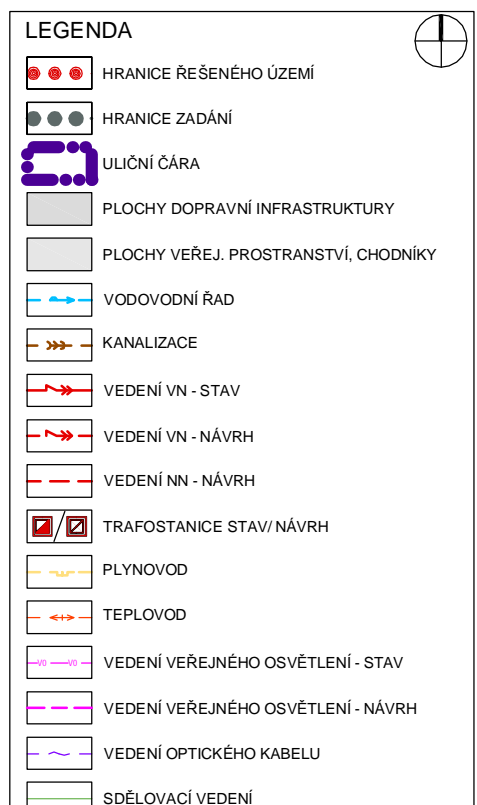 LEGENDA
HRANICE ŘEŠENÉHO ÚZEMÍ
HRANICE ZADÁNÍ
ULIČNÍ ČÁRA
PLOCHY DOPRAVNÍ INFRASTRUKTURY
PLOCHY VEŘEJ. PROSTRANSTVÍ, CHODNÍKY
VODOVODNÍ ŘAD
KANALIZACE
VEDENÍ VN - STAV
VEDENÍ VN - NÁVRH
VEDENÍ NN - NÁVRH
TRAFOSTANICE STAV/ NÁVRH
PLYNOVOD
TEPLOVOD
VO VO VEDENÍ VEŘEJNÉHO OSVĚTLENÍ - STAV
VEDENÍ VEŘEJNÉHO OSVĚTLENÍ - NÁVRH
VEDENÍ OPTICKÉHO KABELU
SDĚLOVACÍ VEDENÍ